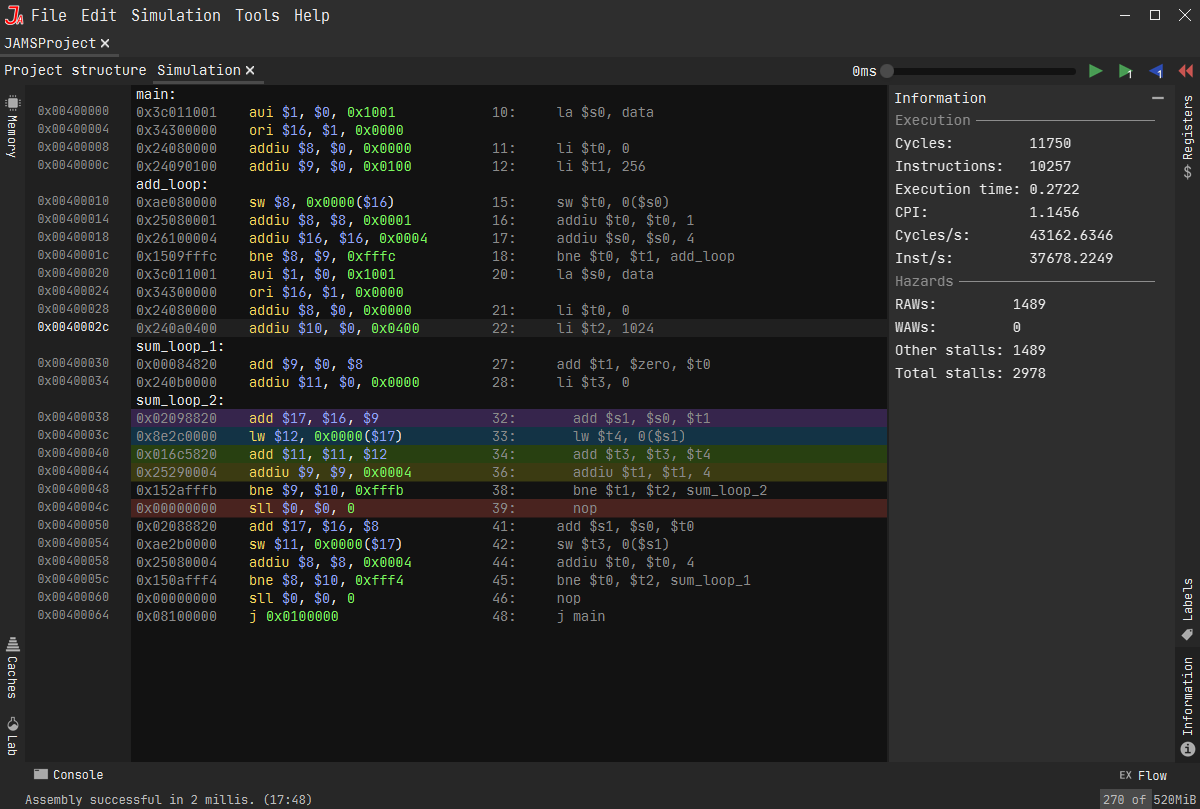 JA File Edit Simulation Tools Help
JAMSProject ×
Project structure Simulation × 0ms 1 1
main:
0x00400000 0x3c011001 aui $1, $0, 0x1001 10: la $s0, data
0x00400004 0x34300000 ori $16, $1, 0x0000
0x00400008 0x24080000 addiu $8, $0, 0x0000 11: li $t0, 0
0x0040000c 0x24090100 addiu $9, $0, 0x0100 12: li $t1, 256
add_loop:
0x00400010 0xae080000 sw $8, 0x0000($16) 15: sw $t0, 0($s0)
0x00400014 0x25080001 addiu $8, $8, 0x0001 16: addiu $t0, $t0, 1
0x00400018 0x26100004 addiu $16, $16, 0x0004 17: addiu $s0, $s0, 4
0x0040001c 0x1509fffc bne $8, $9, 0xfffc 18: bne $t0, $t1, add_loop
0x00400020 0x3c011001 aui $1, $0, 0x1001 20: la $s0, data
0x00400024 0x34300000 ori $16, $1, 0x0000
0x00400028 0x24080000 addiu $8, $0, 0x0000 21: li $t0, 0
0x0040002c 0x240a0400 addiu $10, $0, 0x0400 22: li $t2, 1024
sum_loop_1:
0x00400030 0x00084820 add $9, $0, $8 27: add $t1, $zero, $t0
0x00400034 0x240b0000 addiu $11, $0, 0x0000 28: li $t3, 0
sum_loop_2:
0x00400038 0x02098820 add $17, $16, $9 32: add $s1, $s0, $t1
0x0040003c 0x8e2c0000 lw $12, 0x0000($17) 33: lw $t4, 0($s1)
0x00400040 0x016c5820 add $11, $11, $12 34: add $t3, $t3, $t4
0x00400044 0x25290004 addiu $9, $9, 0x0004 36: addiu $t1, $t1, 4
0x00400048 0x152afffb bne $9, $10, 0xfffb 38: bne $t1, $t2, sum_loop_2
0x0040004c 0x00000000 sll $0, $0, 0 39: nop
0x00400050 0x02088820 add $17, $16, $8 41: add $s1, $s0, $t0
0x00400054 0xae2b0000 sw $11, 0x0000($17) 42: sw $t3, 0($s1)
0x00400058 0x25080004 addiu $8, $8, 0x0004 44: addiu $t0, $t0, 4
0x0040005c 0x150afff4 bne $8, $10, 0xfff4 45: bne $t0, $t2, sum_loop_1
0x00400060 0x00000000 sll $0, $0, 0 46: nop
0x00400064 0x08100000 j 0x0100000 48: j main
Information
Execution
Cycles: 11750
Instructions: 10257
Execution time: 0.2722
CPI: 1.1456
Cycles/s: 43162.6346
Inst/s: 37678.2249
Hazards
RAWs: 1489
WAWs: 0
Other stalls: 1489
Total stalls: 2978
Memory
Caches
Lab
Registers
$
Labels
Information
Console
EX Flow
Assembly successful in 2 millis. (17:48)
270 of 520MiB